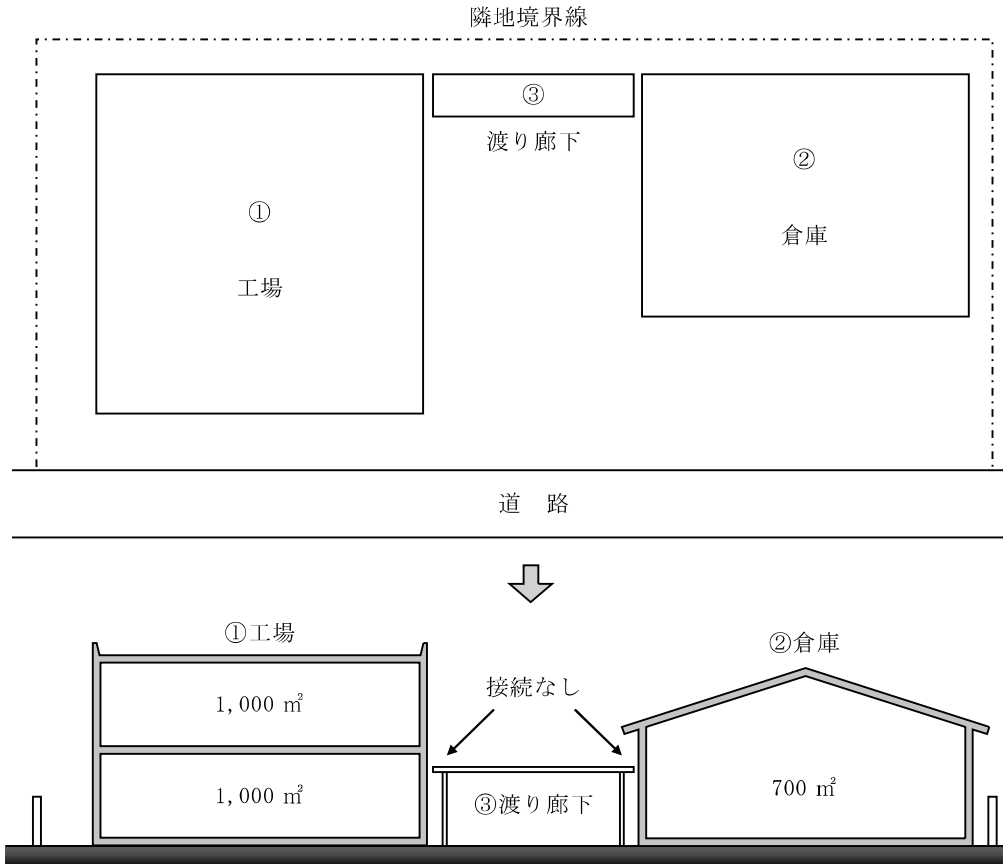 隣地境界線
③
渡り廊下
②
倉庫
①
工場
道　路
①工場
②倉庫
接続なし
1,000 ㎡
1,000 ㎡
③渡り廊下
700 ㎡